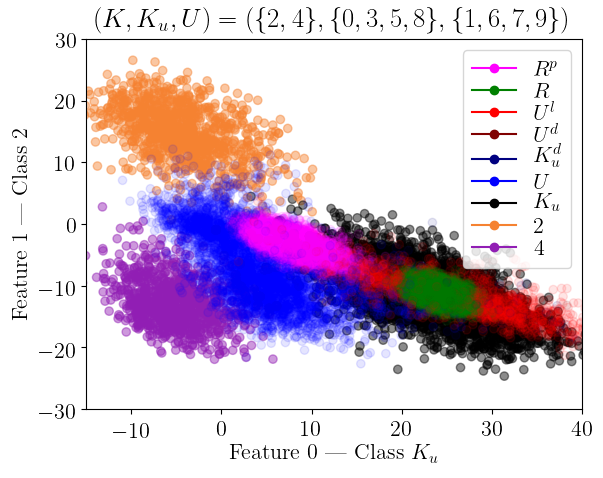 (K, K_u, U) = ({2, 4}, {0, 3, 5, 8}, {1, 6, 7, 9})
30
20
10
0
−10
−20
−30
Feature 1 — Class 2
R^p
R
U^l
U^d
K_u^d
U
K_u
2
4
−10
0
10
20
30
40
Feature 0 — Class K_u